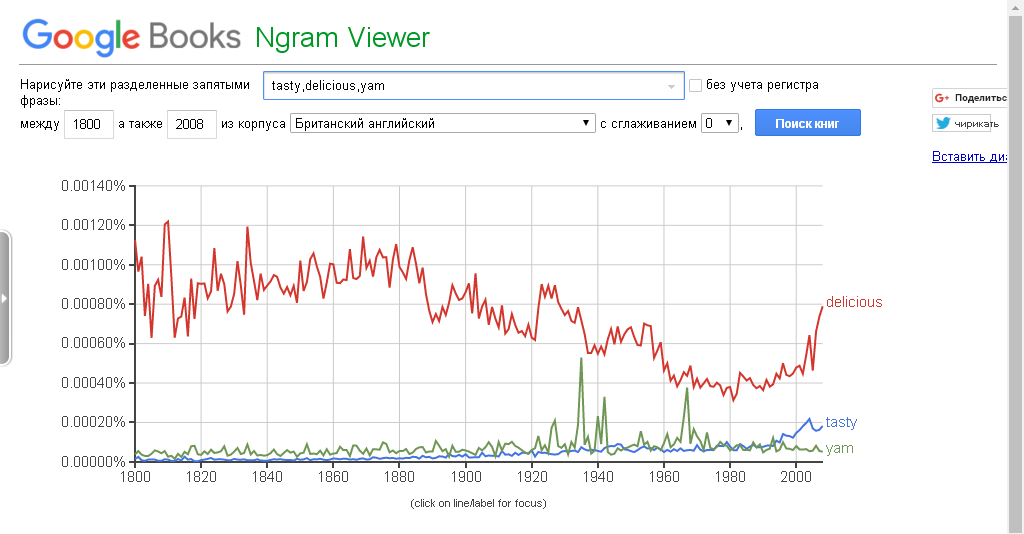 Google Books Ngram Viewer
Нарисуйте эти разделенные запятыми фразы:
tasty,delicious,yam
без учета регистра
между 1800 а также 2008 из корпуса Британский английский с сглаживанием 0 , Поиск книг
G+ Поделитьс
чирикать
Вставить ди
0.00140%
0.00120%
0.00100%
0.00080%
0.00060%
0.00040%
0.00020%
0.00000%
delicious
tasty
yam
1800 1820 1840 1860 1880 1900 1920 1940 1960 1980 2000
(click on line/label for focus)